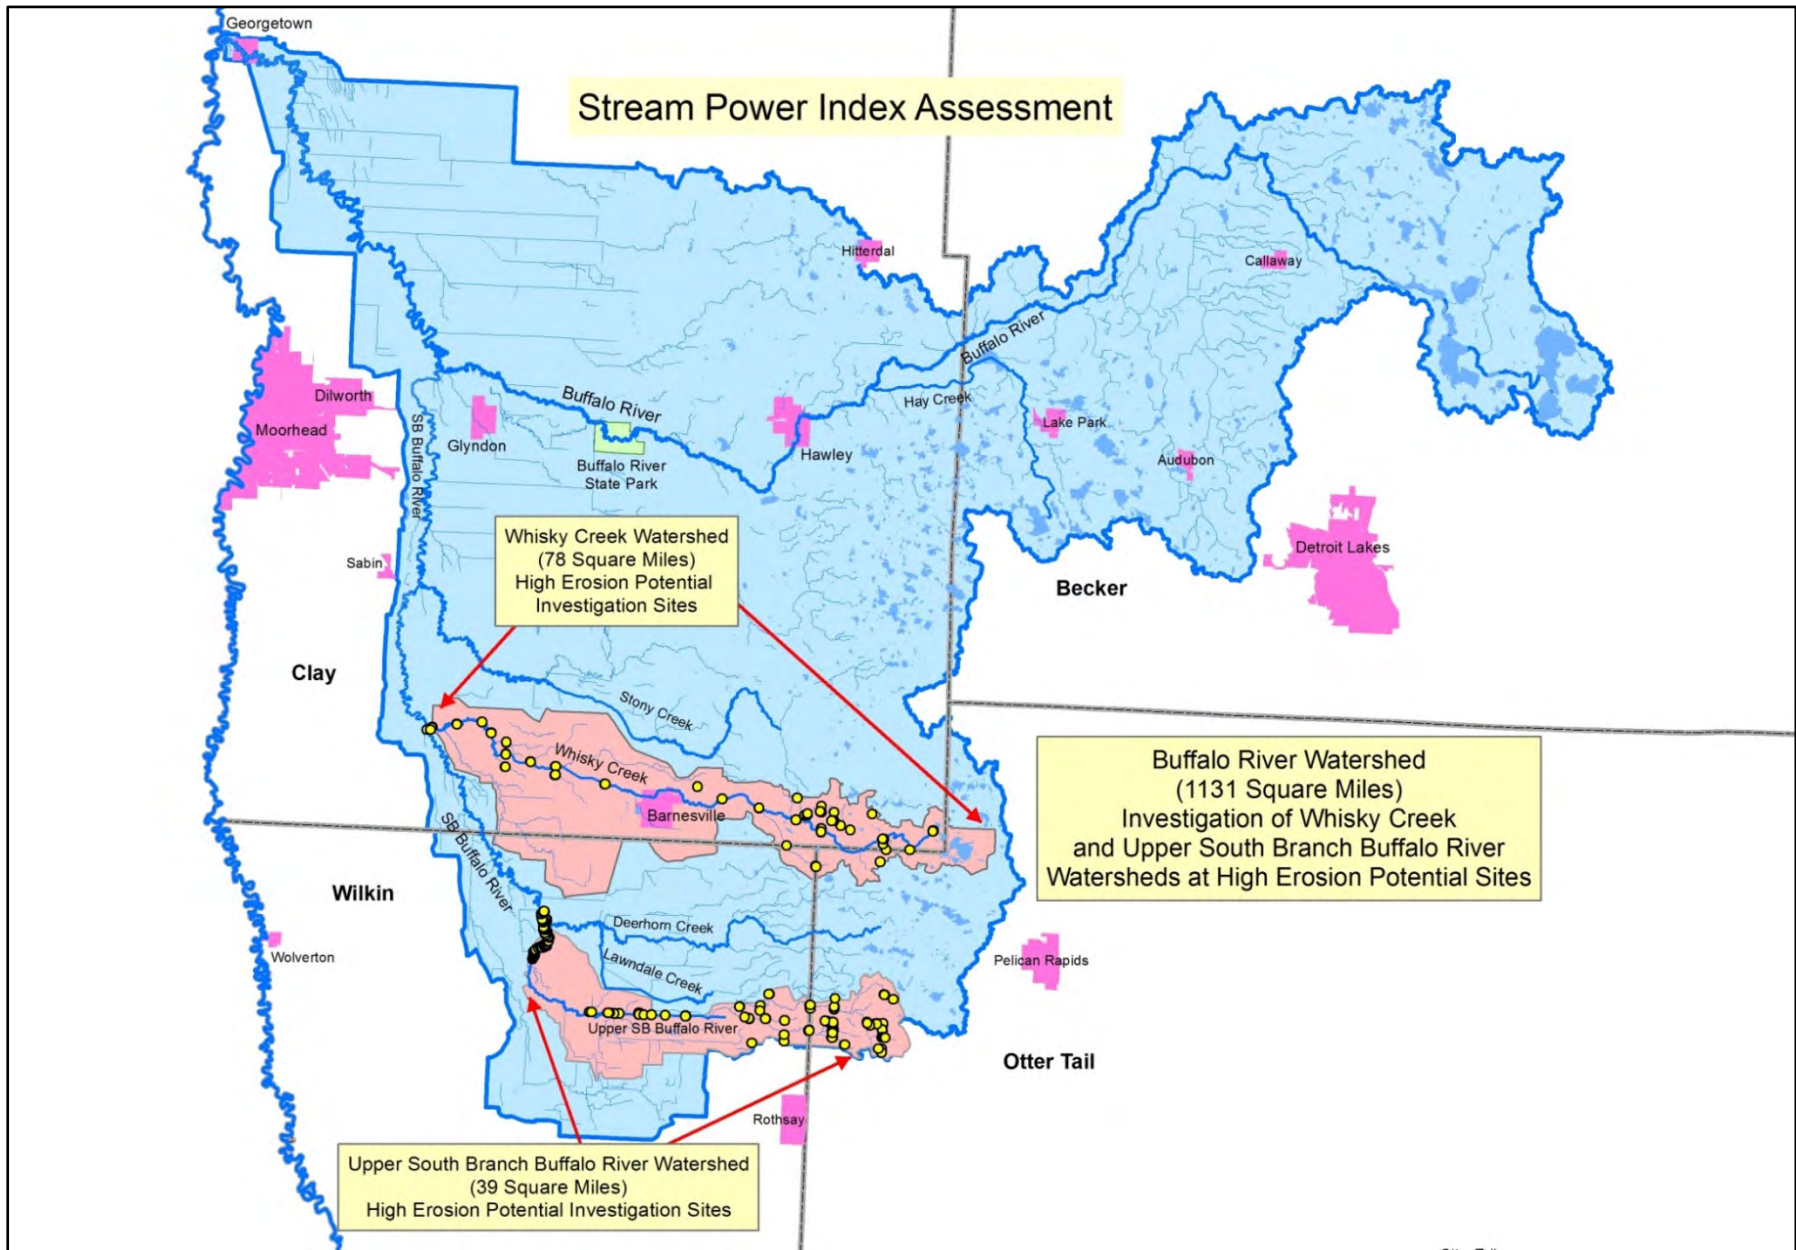 Georgetown
Stream Power Index Assessment
Hitterdal
Callaway
Buffalo River
Dilworth
Moorhead
SB Buffalo River
Glyndon
Buffalo River
Buffalo River
State Park
Hawley
Hay Creek
Lake Park
Audubon
Detroit Lakes
Whisky Creek Watershed
(78 Square Miles)
High Erosion Potential
Investigation Sites
Sabin
Becker
Clay
Stony Creek
Whisky Creek
Barnesville
Buffalo River Watershed
(1131 Square Miles)
Investigation of Whisky Creek
and Upper South Branch Buffalo River
Watersheds at High Erosion Potential Sites
SB Buffalo River
Wilkin
Deerhorn Creek
Lawndale Creek
Wolverton
Pelican Rapids
Upper SB Buffalo River
Otter Tail
Rothsay
Upper South Branch Buffalo River Watershed
(39 Square Miles)
High Erosion Potential Investigation Sites